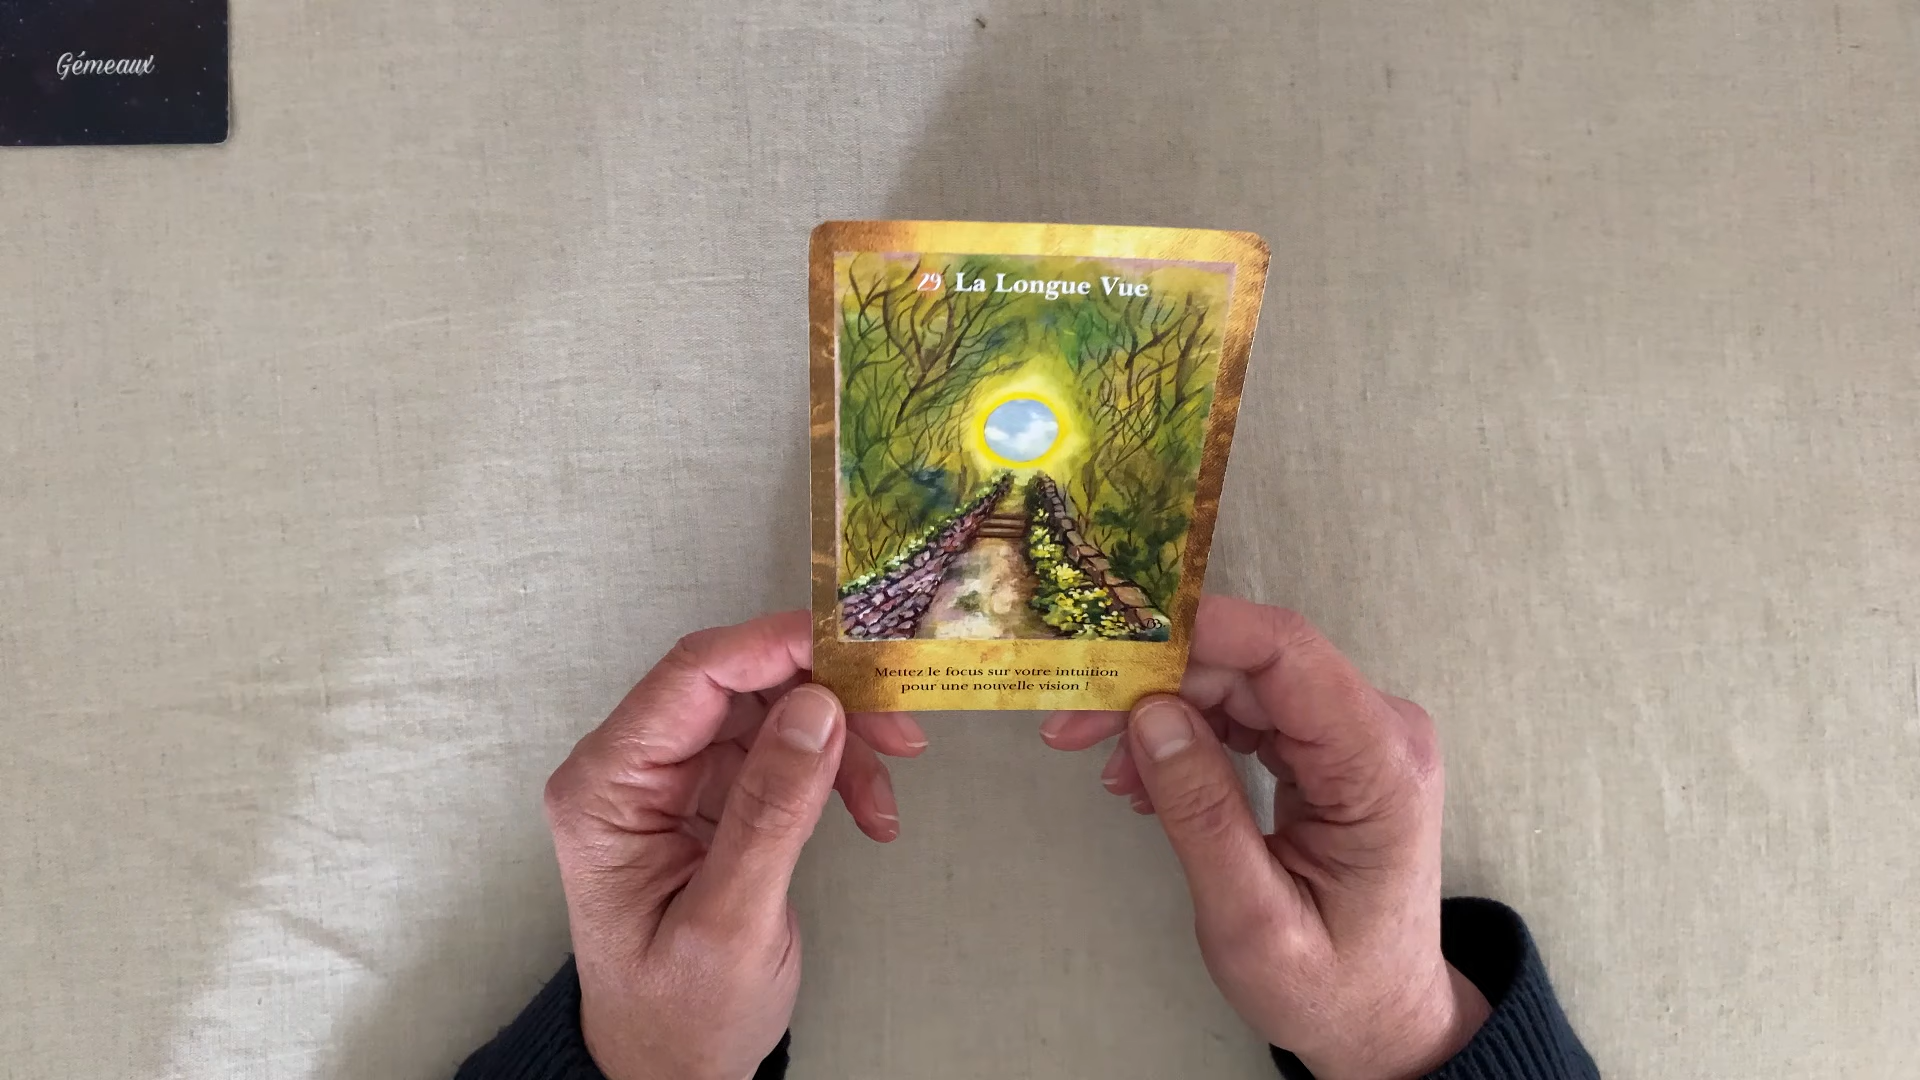 Gémeaux
29 La Longue Vue
Mettez le focus sur votre intuition
pour une nouvelle vision !